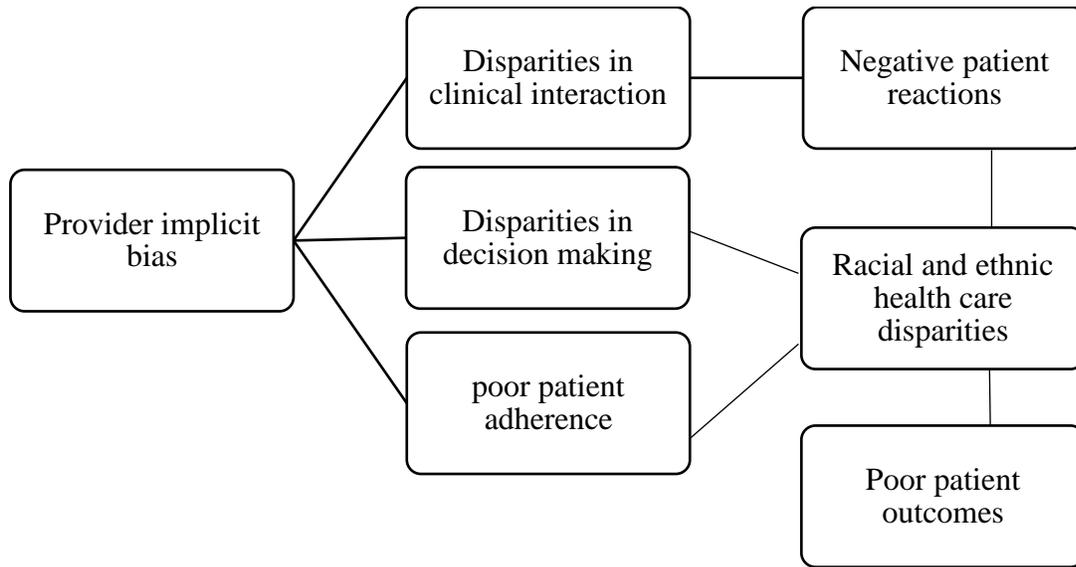 Provider implicit
bias
Disparities in
clinical interaction
Disparities in
decision making
poor patient
adherence
Negative patient
reactions
Racial and ethnic
health care
disparities
Poor patient
outcomes